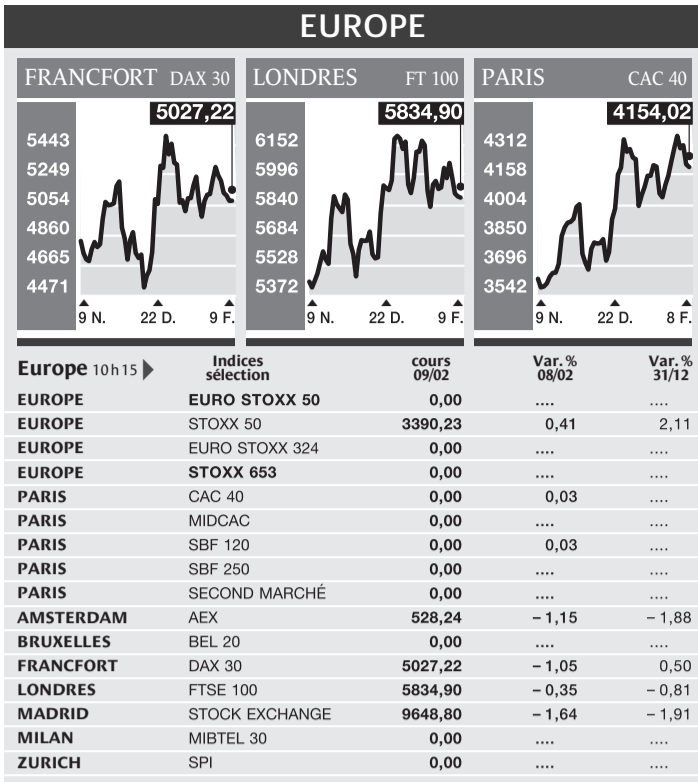 EUROPE
FRANCFORT DAX 30
5027,22
5443
5249
5054
4860
4665
4471
9 N. 22 D. 9 F.
LONDRES FT 100
5834,90
6152
5996
5840
5684
5528
5372
9 N. 22 D. 9 F.
PARIS CAC 40
4154,02
4312
4158
4004
3850
3696
3542
9 N. 22 D. 8 F.
Europe 10h15 Indices sélection cours 09/02 Var. % 08/02 Var. % 31/12
EUROPE EURO STOXX 50 0,00 .... ....
EUROPE STOXX 50 3390,23 0,41 2,11
EUROPE EURO STOXX 324 0,00 .... ....
EUROPE STOXX 653 0,00 .... ....
PARIS CAC 40 0,00 0,03 ....
PARIS MIDCAC 0,00 .... ....
PARIS SBF 120 0,00 0,03 ....
PARIS SBF 250 0,00 .... ....
PARIS SECOND MARCHÉ 0,00 .... ....
AMSTERDAM AEX 528,24 – 1,15 – 1,88
BRUXELLES BEL 20 0,00 .... ....
FRANCFORT DAX 30 5027,22 – 1,05 0,50
LONDRES FTSE 100 5834,90 – 0,35 – 0,81
MADRID STOCK EXCHANGE 9648,80 – 1,64 – 1,91
MILAN MIBTEL 30 0,00 .... ....
ZURICH SPI 0,00 .... ....